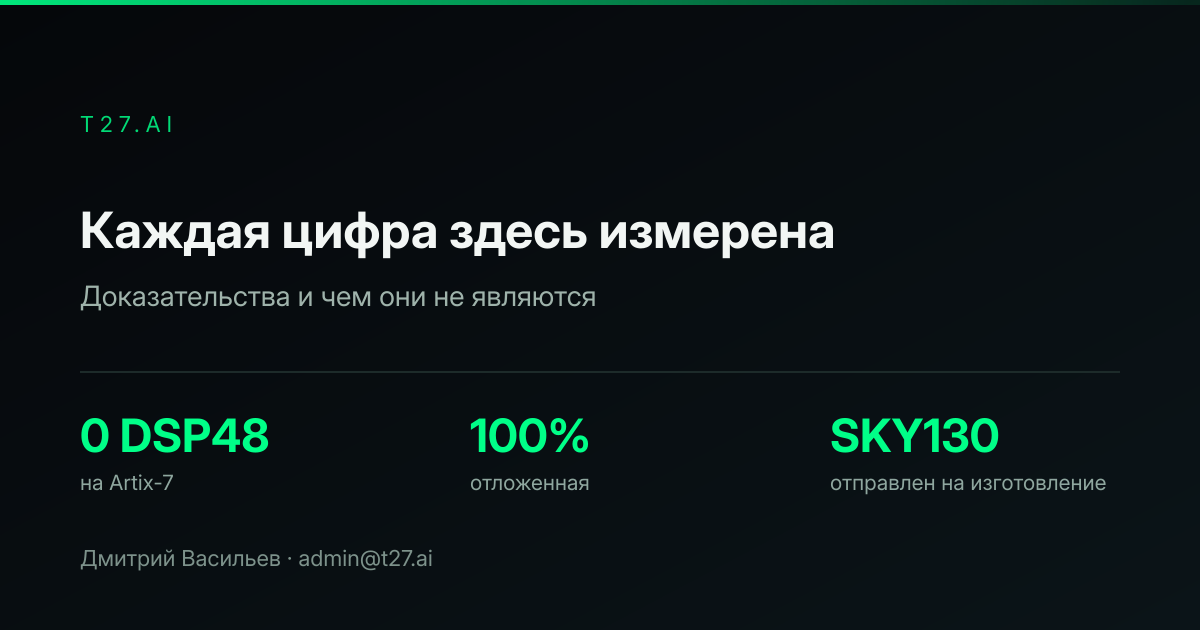 T27.AI
Каждая цифра здесь измерена
Доказательства и чем они не являются
0 DSP48
100%
SKY130
на Artix-7
отложенная
отправлен на изготовление
Дмитрий Васильев · admin@t27.ai